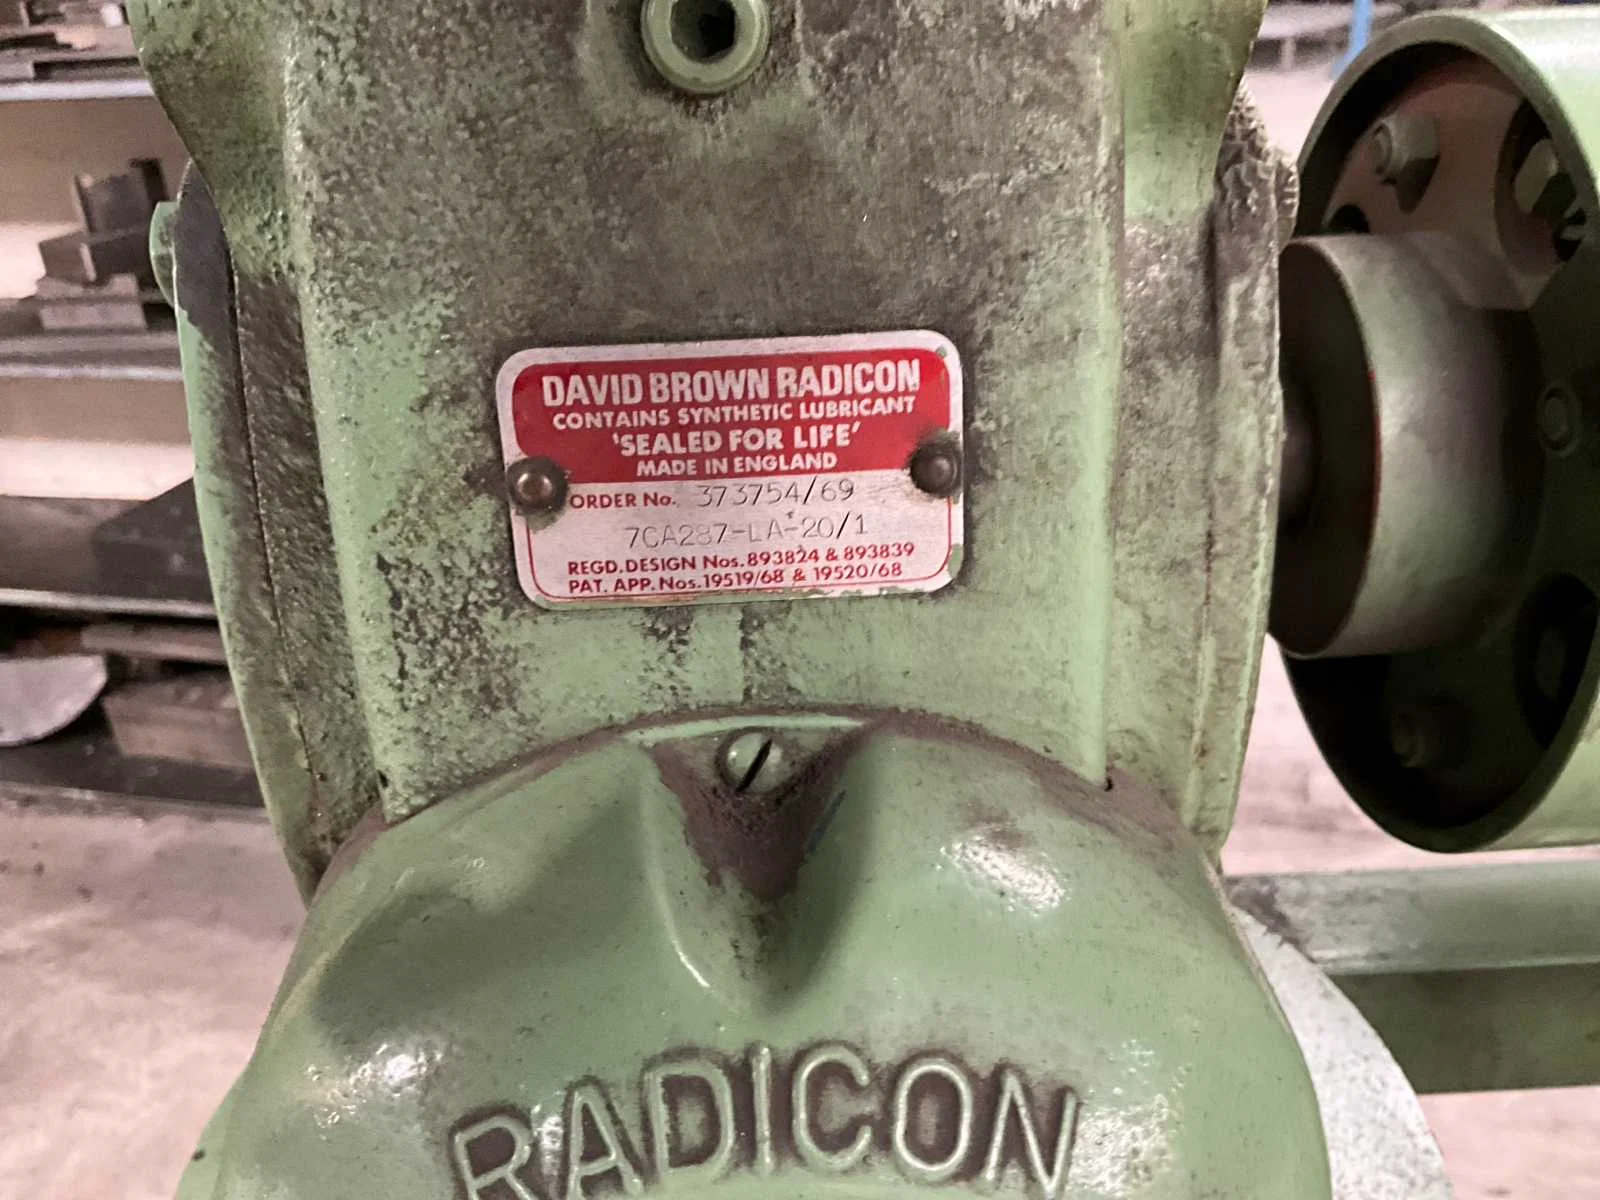 DAVID BROWN RADICON
CONTAINS SYNTHETIC LUBRICANT
'SEALED FOR LIFE'
MADE IN ENGLAND
ORDER No. 373754/69
7CA287-LA-20/1
REGD. DESIGN Nos. 893824 & 893839
PAT. APP. Nos. 19519/68 & 19520/68
RADICON